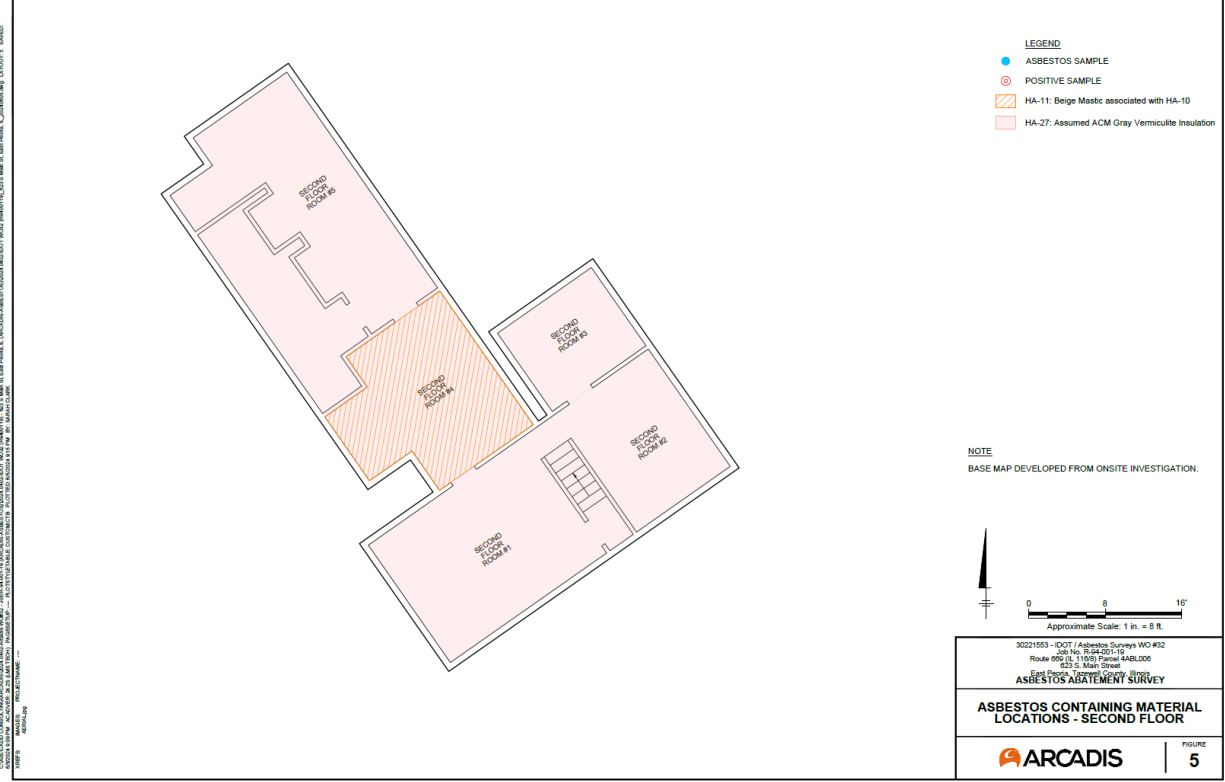 LEGEND
ASBESTOS SAMPLE
POSITIVE SAMPLE
HA-11: Beige Mastic associated with HA-10
HA-27: Assumed ACM Gray Vermiculite Insulation
SECOND
FLOOR
ROOM #5
SECOND
FLOOR
ROOM #3
SECOND
FLOOR
ROOM #4
SECOND
FLOOR
ROOM #2
SECOND
FLOOR
ROOM #1
NOTE
BASE MAP DEVELOPED FROM ONSITE INVESTIGATION.
0 8 16'
Approximate Scale: 1 in. = 8 ft.
30221553 - IDOT / Asbestos Surveys WO #32
Job No. R-94-001-19
Route 669 (IL 116/8) Parcel 4ABL006
623 S. Main Street
East Peoria, Tazewell County, Illinois
ASBESTOS ABATEMENT SURVEY
ASBESTOS CONTAINING MATERIAL
LOCATIONS - SECOND FLOOR
ARCADIS
FIGURE
5
XREFS:
IMAGES:
PROJECTNAME: ---